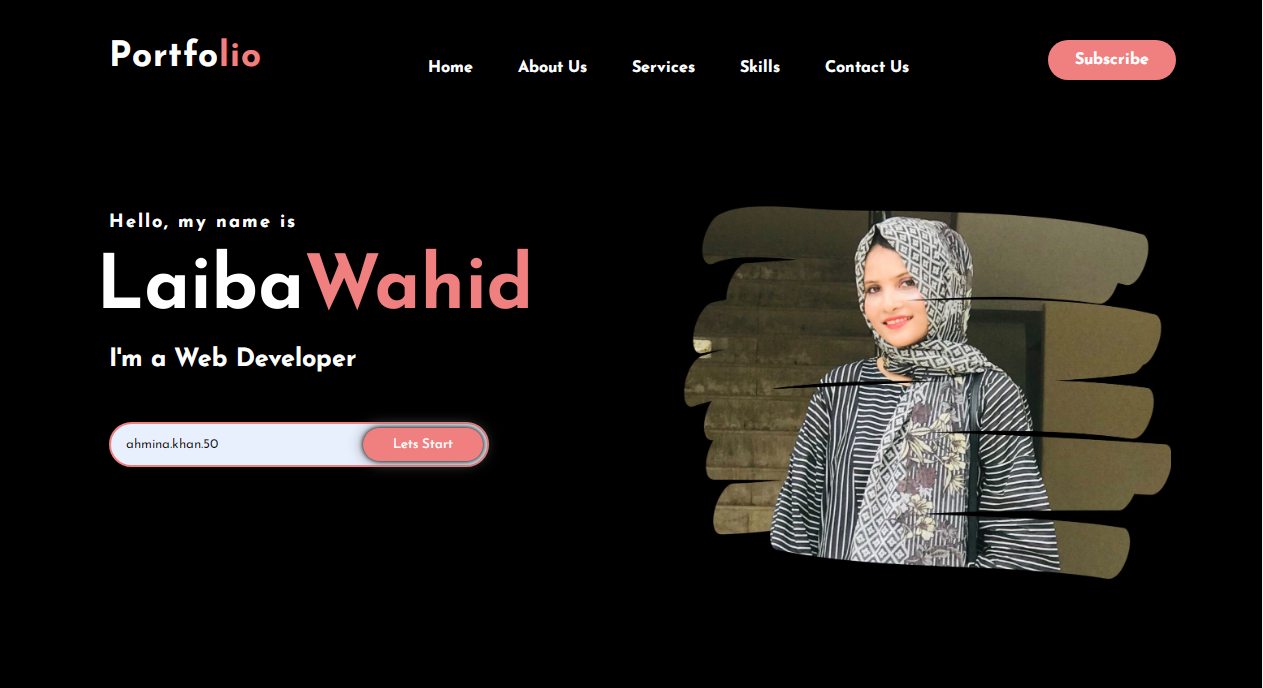 Portfolio
Home About Us Services Skills Contact Us
Subscribe
Hello, my name is
LaibaWahid
I'm a Web Developer
ahmina.khan.50
Lets Start